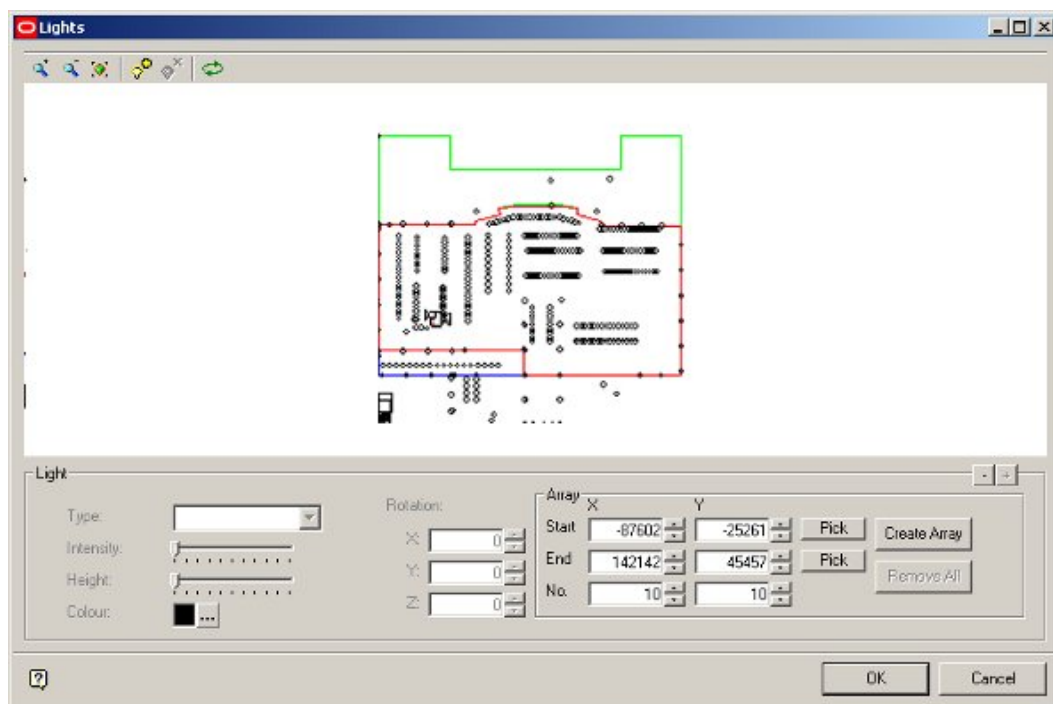 Lights
Light
Type:
Intensity:
Height:
Colour:
...
Rotation:
X: 0
Y: 0
Z: 0
Array X Y
Start -87602 -25261 Pick
End 142142 45457 Pick
No. 10 10
Create Array
Remove All
- +
?
OK Cancel